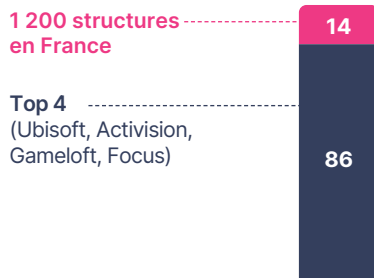 1 200 structures
en France
14
Top 4
(Ubisoft, Activision,
Gameloft, Focus)
86